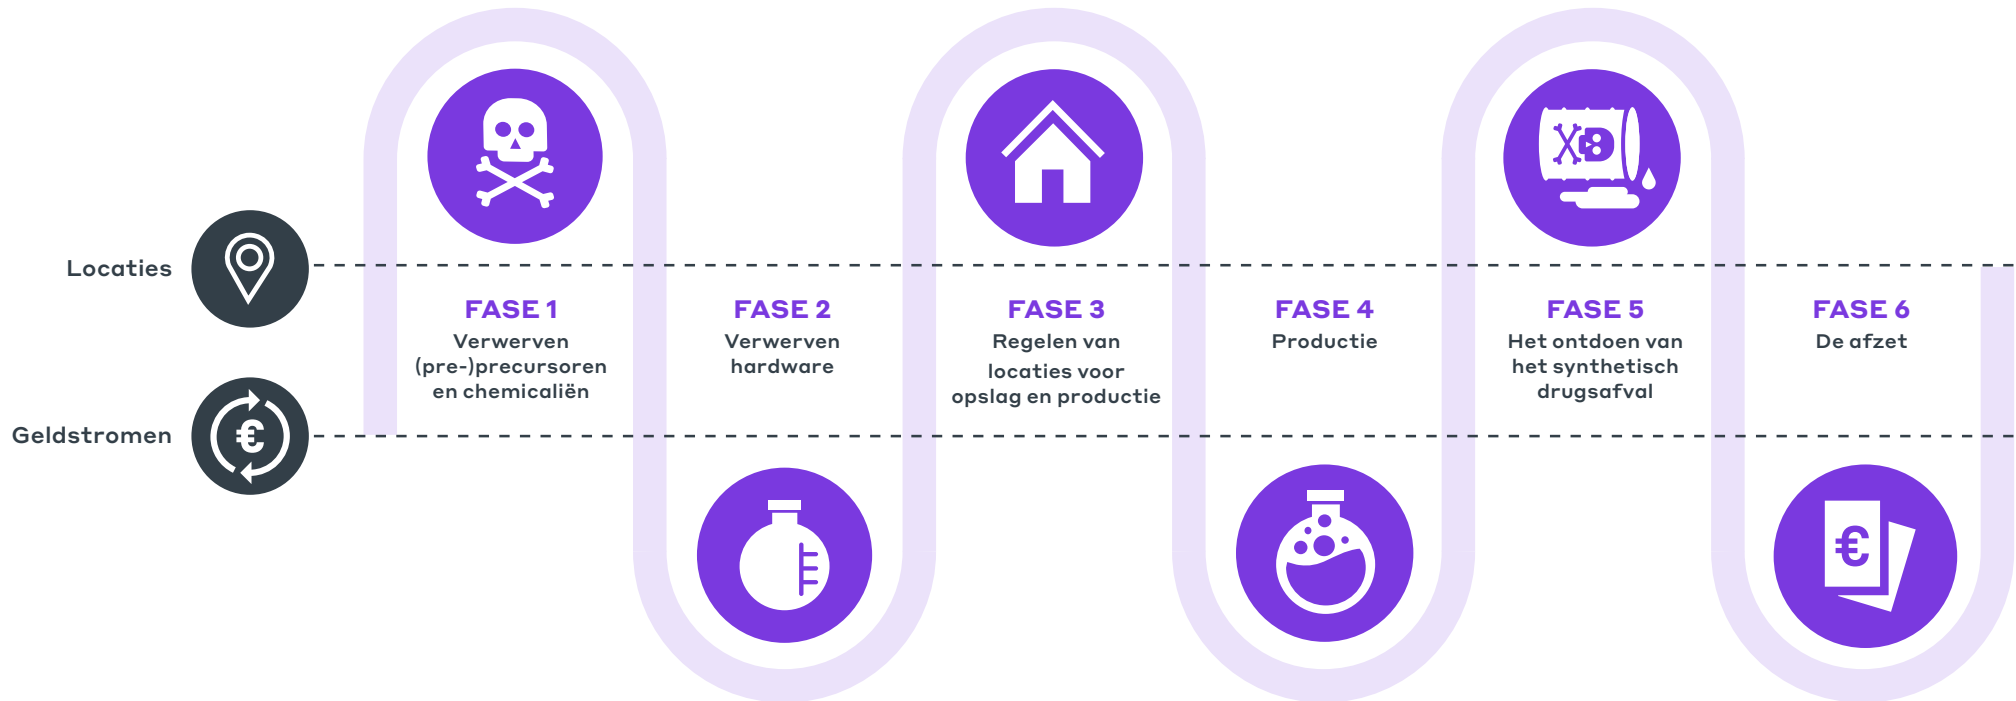 Locaties
Geldstromen
€
FASE 1
Verwerven
(pre-)precursoren
en chemicaliën
FASE 2
Verwerven
hardware
FASE 3
Regelen van
locaties voor
opslag en productie
FASE 4
Productie
FASE 5
Het ontdoen van
het synthetisch
drugsafval
FASE 6
De afzet
€